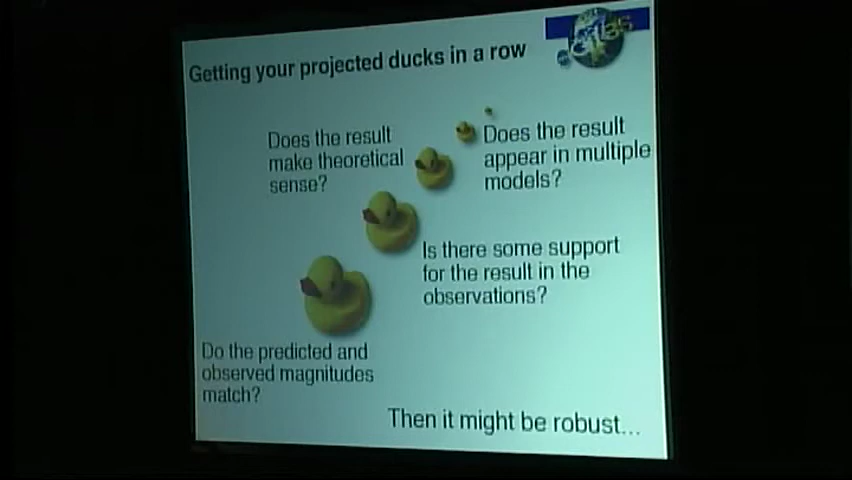 Getting your projected ducks in a row
Does the result
make theoretical
sense?
Does the result
appear in multiple
models?
Is there some support
for the result in the
observations?
Do the predicted and
observed magnitudes
match?
Then it might be robust...